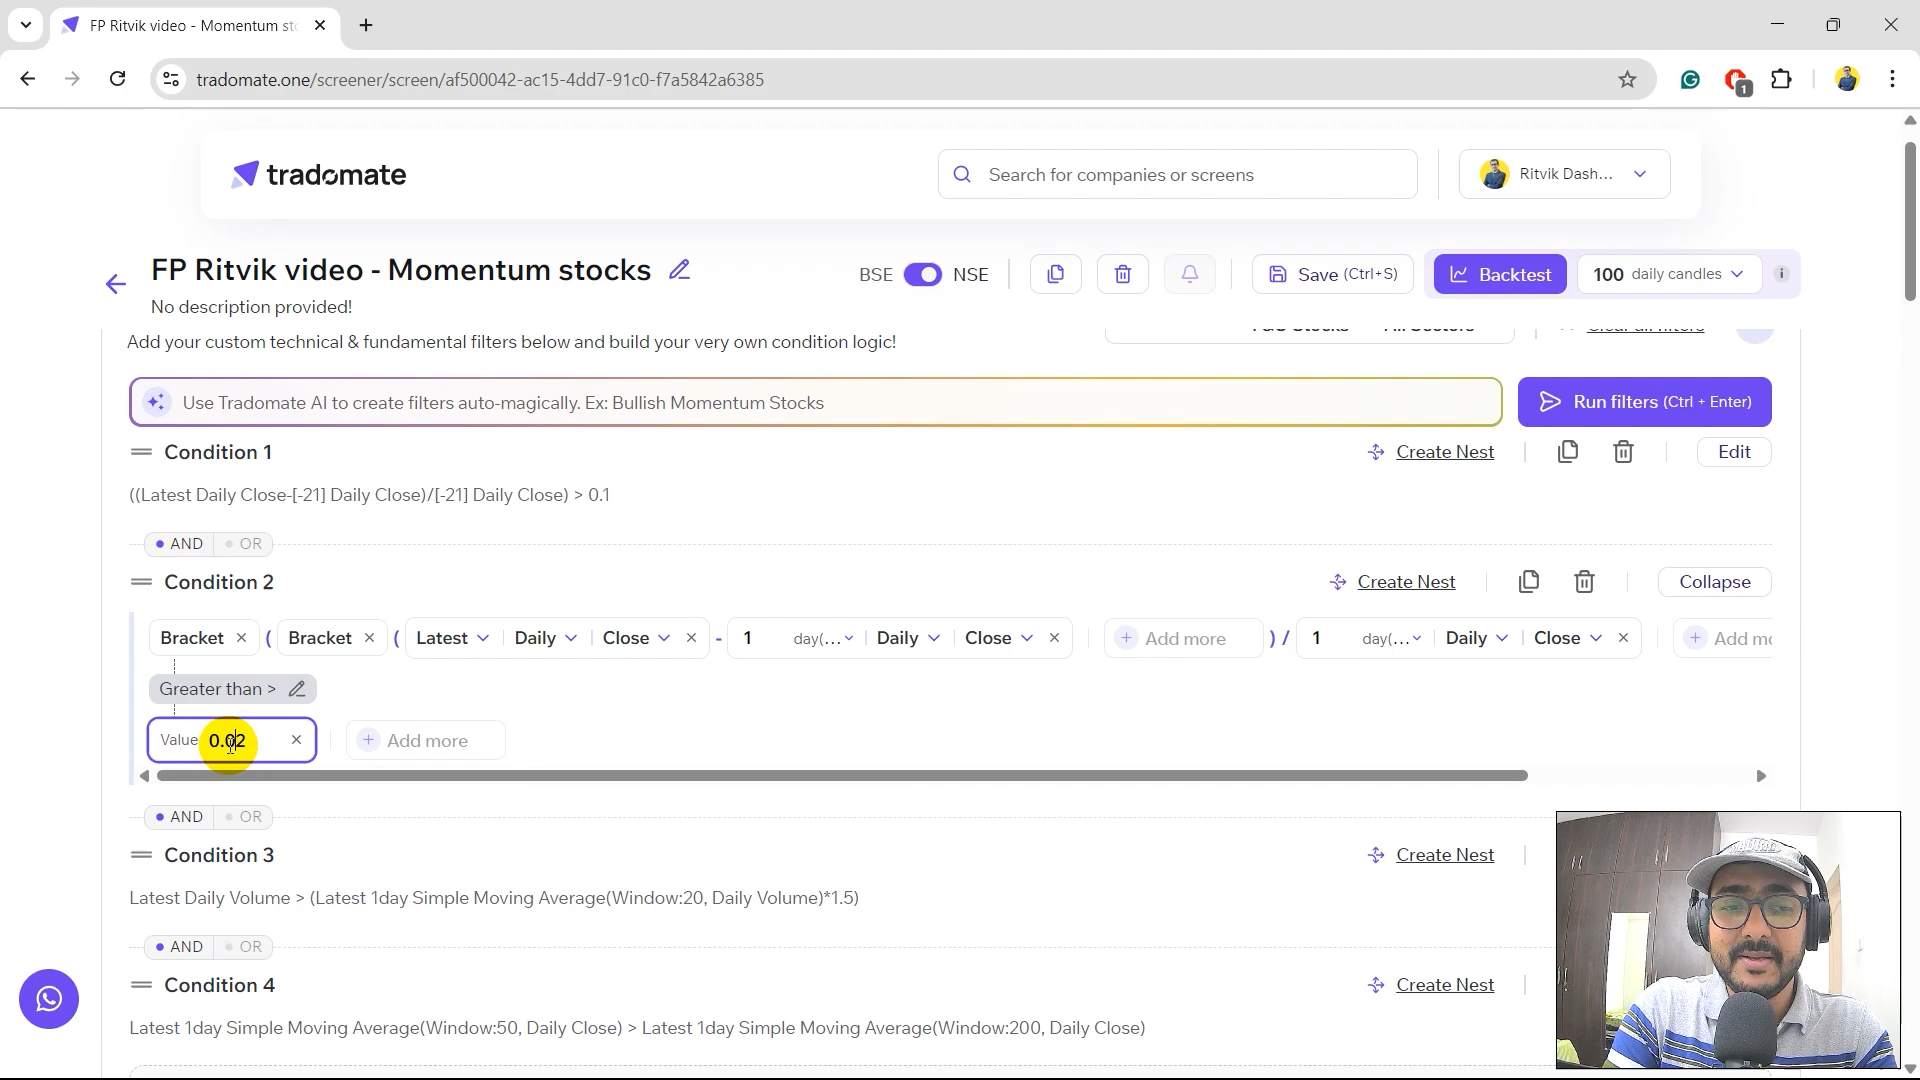 FP Ritvik video - Momentum sto
tradomate.one/screener/screen/af500042-ac15-4dd7-91c0-f7a5842a6385
1
tradomate
Search for companies or screens
Ritvik Dash...
FP Ritvik video - Momentum stocks
BSE NSE
Save (Ctrl+S)
Backtest
100 daily candles
i
No description provided!
Add your custom technical & fundamental filters below and build your very own condition logic!
Use Tradomate AI to create filters auto-magically. Ex: Bullish Momentum Stocks
Run filters (Ctrl + Enter)
Condition 1
Create Nest
Edit
((Latest Daily Close-[-21] Daily Close)/[-21] Daily Close) > 0.1
AND OR
Condition 2
Create Nest
Collapse
Bracket × ( Bracket × ( Latest Daily Close × - 1 day(... Daily Close × + Add more ) / 1 day(... Daily Close × + Add mo
Greater than >
Value 0.02 ×
+ Add more
AND OR
Condition 3
Create Nest
Latest Daily Volume > (Latest 1day Simple Moving Average(Window:20, Daily Volume)*1.5)
AND OR
Condition 4
Create Nest
Latest 1day Simple Moving Average(Window:50, Daily Close) > Latest 1day Simple Moving Average(Window:200, Daily Close)